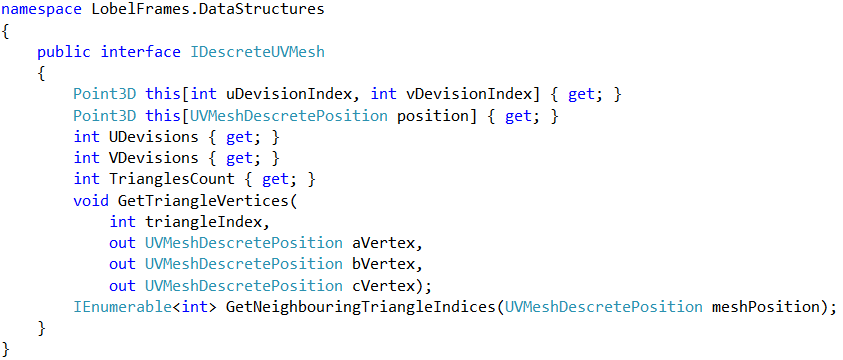 namespace LobelFrames.DataStructures
{
    public interface IDescreteUVMesh
    {
        Point3D this[int uDevisionIndex, int vDevisionIndex] { get; }
        Point3D this[UVMeshDescretePosition position] { get; }
        int UDevisions { get; }
        int VDevisions { get; }
        int TrianglesCount { get; }
        void GetTriangleVertices(
            int triangleIndex,
            out UVMeshDescretePosition aVertex,
            out UVMeshDescretePosition bVertex,
            out UVMeshDescretePosition cVertex);
        IEnumerable<int> GetNeighbouringTriangleIndices(UVMeshDescretePosition meshPosition);
    }
}